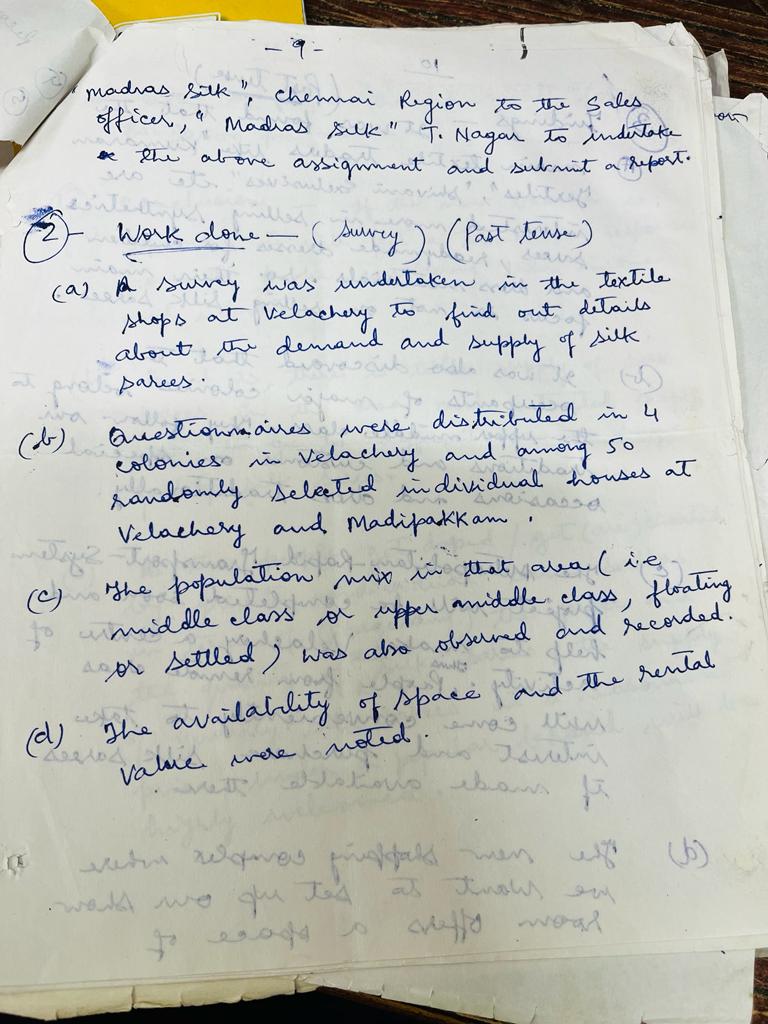 - 9 -
"Madras Silk", Chennai Region to the Sales
officer, "Madras Silk" T. Nagar to undertake
the above assignment and submit a report.
2 - Work done - (Survey) (Past tense)
(a) A survey was undertaken in the textile
shops at Velachery to find out details
about the demand and supply of silk
sarees.
(b) Questionnaires were distributed in 4
colonies in Velachery and among 50
randomly selected individual houses at
Velachery and Madipakkam.
(c) The population mix in that area (i.e
middle class or upper middle class, floating
or settled) was also observed and recorded.
(d) The availability of space and the rental
value were noted.